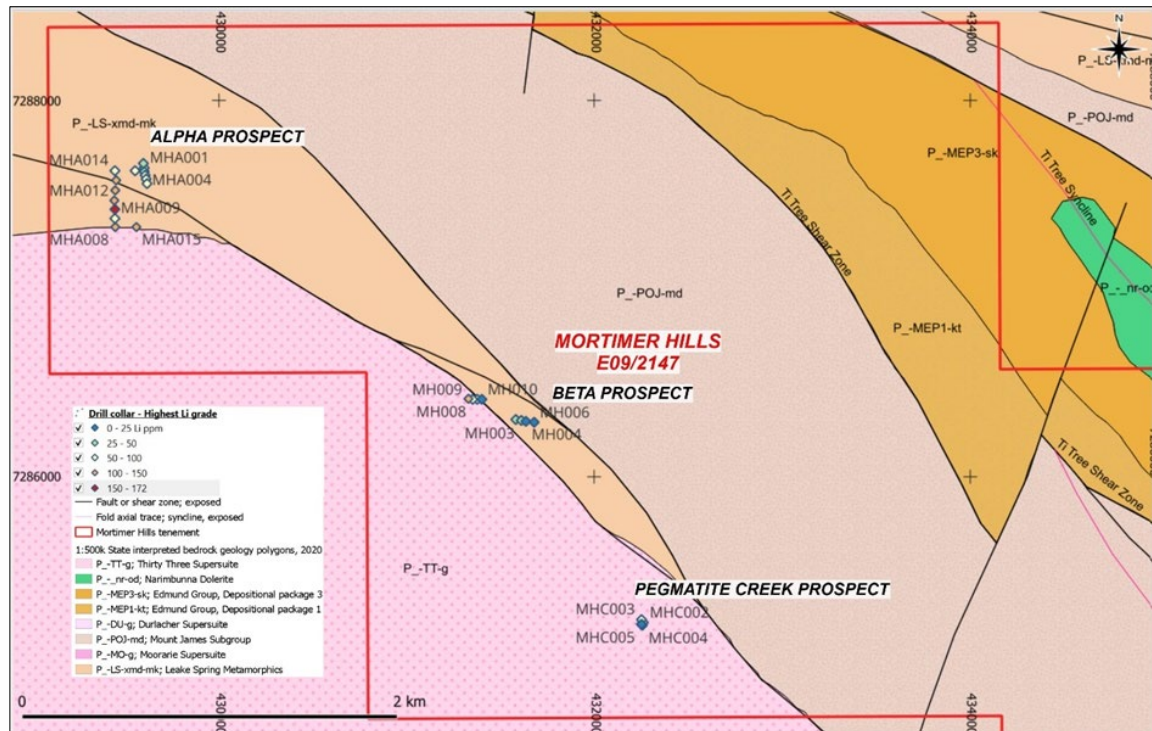 430000
432000
434000
N
7288000
P_-LS-xmd-mk
ALPHA PROSPECT
MHA014
MHA001
MHA012
MHA004
MHA009
MHA008
MHA015
P_-POJ-md
P_-MEP3-sk
Ti Tree Syncline
Ti Tree Shear Zone
P_-POJ-md
P_-MEP1-kt
MORTIMER HILLS
E09/2147
BETA PROSPECT
MH009
MH010
MH008
MH006
MH003
MH004
7286000
Ti Tree Shear Zone
P_-TT-g
PEGMATITE CREEK PROSPECT
MHC003
MHC002
MHC005
MHC004
Drill collar - Highest Li grade
0 - 25 Li ppm
25 - 50
50 - 100
100 - 150
150 - 172
Fault or shear zone; exposed
Fold axial trace; syncline, exposed
Mortimer Hills tenement
1:500k State interpreted bedrock geology polygons, 2020
P_-TT-g; Thirty Three Supersuite
P_-_nr-od; Narimbunna Dolerite
P_-MEP3-sk; Edmund Group, Depositional package 3
P_-MEP1-kt; Edmund Group, Depositional package 1
P_-DU-g; Durlacher Supersuite
P_-POJ-md; Mount James Subgroup
P_-MO-g; Moorarie Supersuite
P_-LS-xmd-mk; Leake Spring Metamorphics
0
2 km
432000
434000